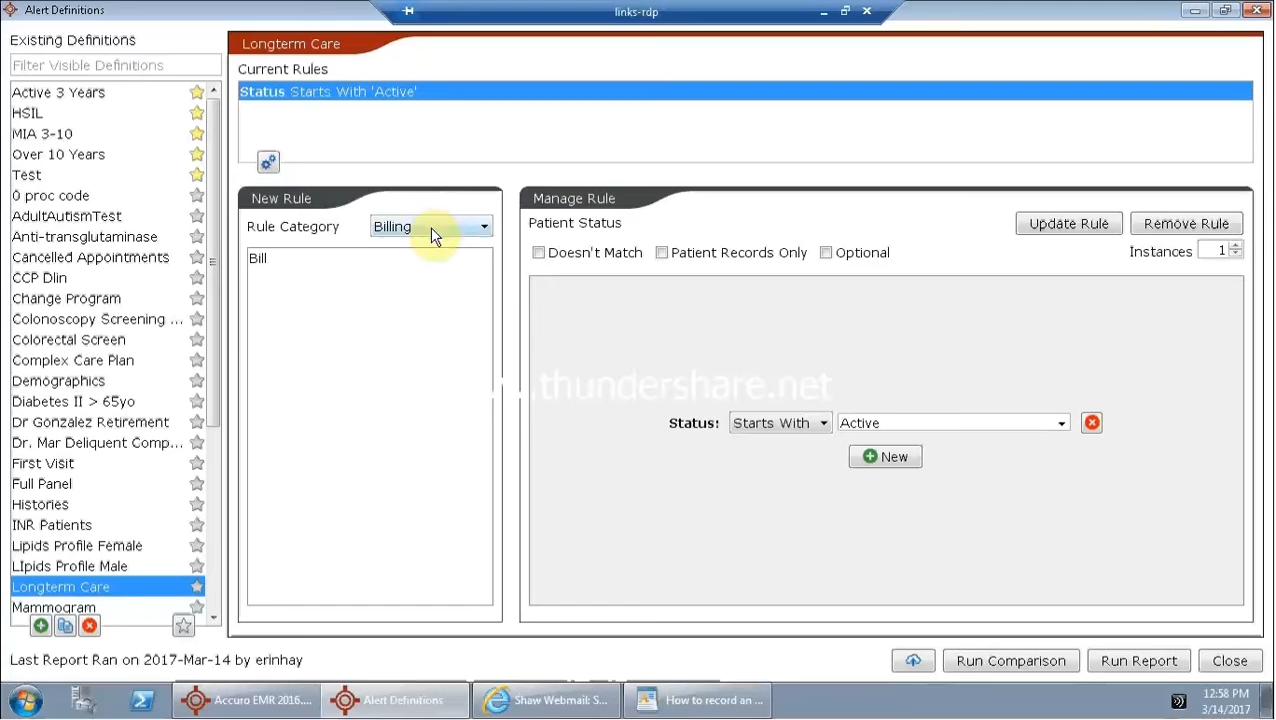 Alert Definitions
links-rdp
Existing Definitions
Filter Visible Definitions
Active 3 Years
HSIL
MIA 3-10
Over 10 Years
Test
0 proc code
AdultAutismTest
Anti-transglutaminase
Cancelled Appointments
CCP Dlin
Change Program
Colonoscopy Screening ...
Colorectal Screen
Complex Care Plan
Demographics
Diabetes II > 65yo
Dr Gonzalez Retirement
Dr. Mar Deliquent Comp...
First Visit
Full Panel
Histories
INR Patients
Lipids Profile Female
LIpids Profile Male
Longterm Care
Mammogram
Longterm Care
Current Rules
Status Starts With 'Active'
New Rule
Rule Category
Billing
Bill
Manage Rule
Patient Status
Update Rule
Remove Rule
Doesn't Match
Patient Records Only
Optional
Instances
1
.thundershare.net
Status:
Starts With
Active
New
Last Report Ran on 2017-Mar-14 by erinhay
Run Comparison
Run Report
Close
Accuro EMR 2016....
Alert Definitions
Shaw Webmail: S...
How to record an ...
12:58 PM
3/14/2017